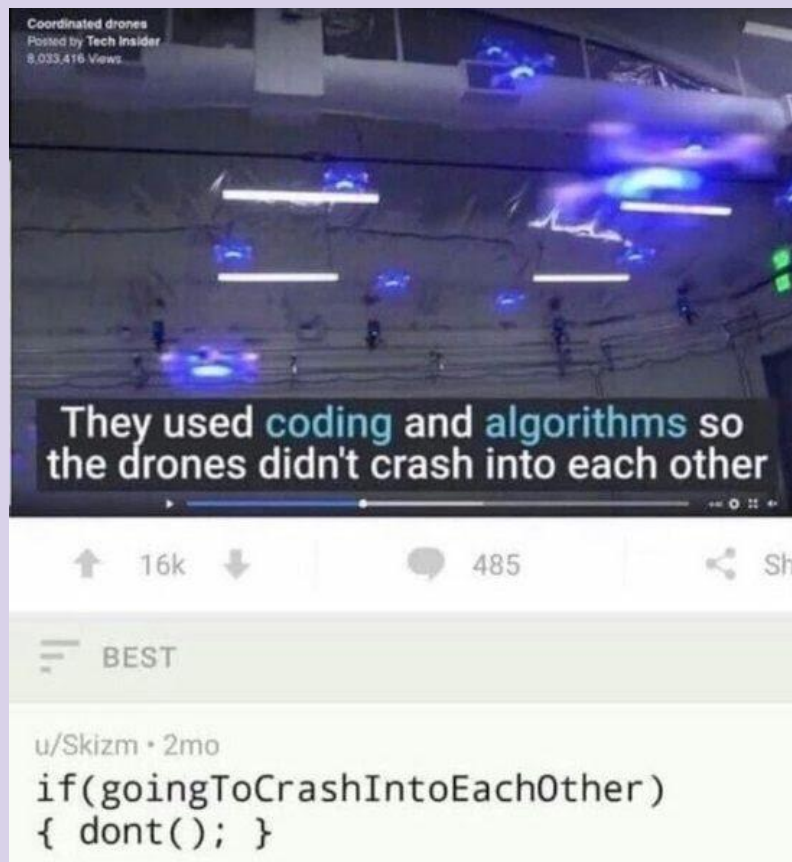 Coordinated drones
Posted by Tech Insider
8,033,416 Views
They used coding and algorithms so
the drones didn't crash into each other
16k
485
Sh
BEST
u/Skizm • 2mo
if(goingToCrashIntoEachOther)
{ dont(); }